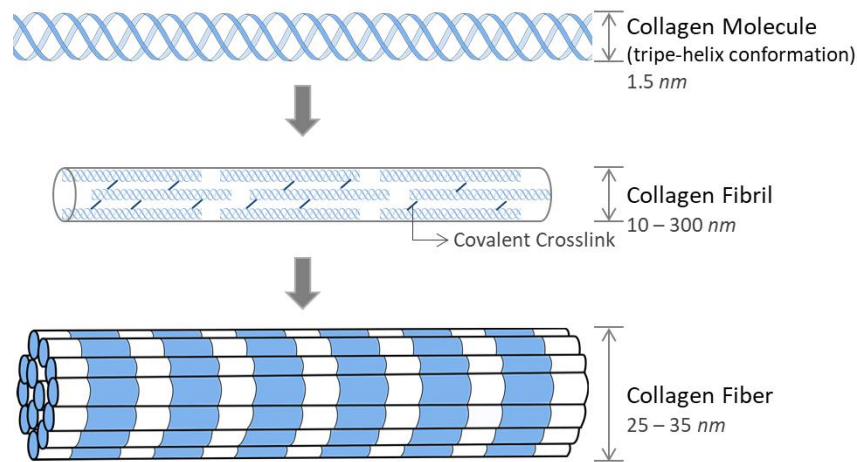 Collagen Molecule
(tripe-helix conformation)
1.5 nm
Collagen Fibril
10 – 300 nm
Covalent Crosslink
Collagen Fiber
25 – 35 nm